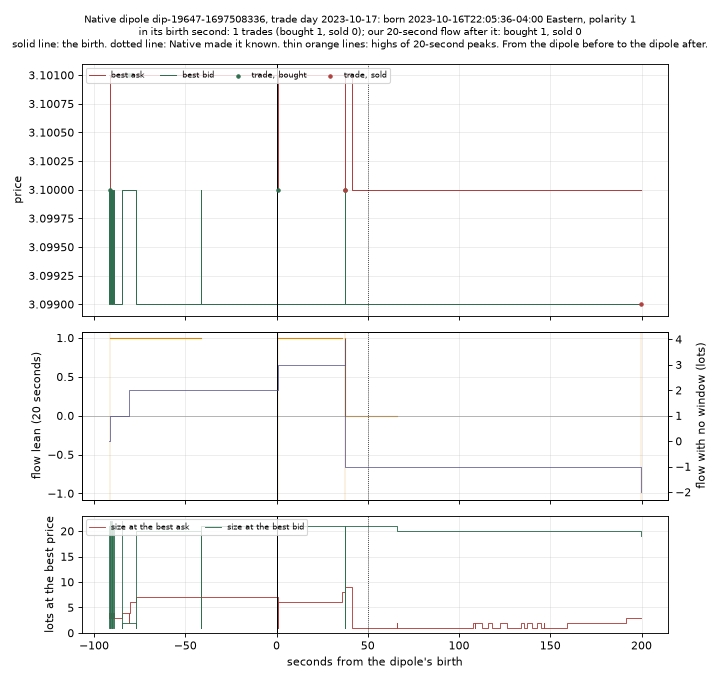 Native dipole dip-19647-1697508336, trade day 2023-10-17: born 2023-10-16T22:05:36-04:00 Eastern, polarity 1
in its birth second: 1 trades (bought 1, sold 0); our 20-second flow after it: bought 1, sold 0
solid line: the birth. dotted line: Native made it known. thin orange lines: highs of 20-second peaks. From the dipole before to the dipole after.
best ask
best bid
trade, bought
trade, sold
3.10100
3.10075
3.10050
3.10025
3.10000
3.09975
3.09950
3.09925
3.09900
price
1.0
0.5
0.0
−0.5
−1.0
flow lean (20 seconds)
4
3
2
1
0
−1
−2
flow with no window (lots)
size at the best ask
size at the best bid
20
15
10
5
0
lots at the best price
−100
−50
0
50
100
150
200
seconds from the dipole's birth